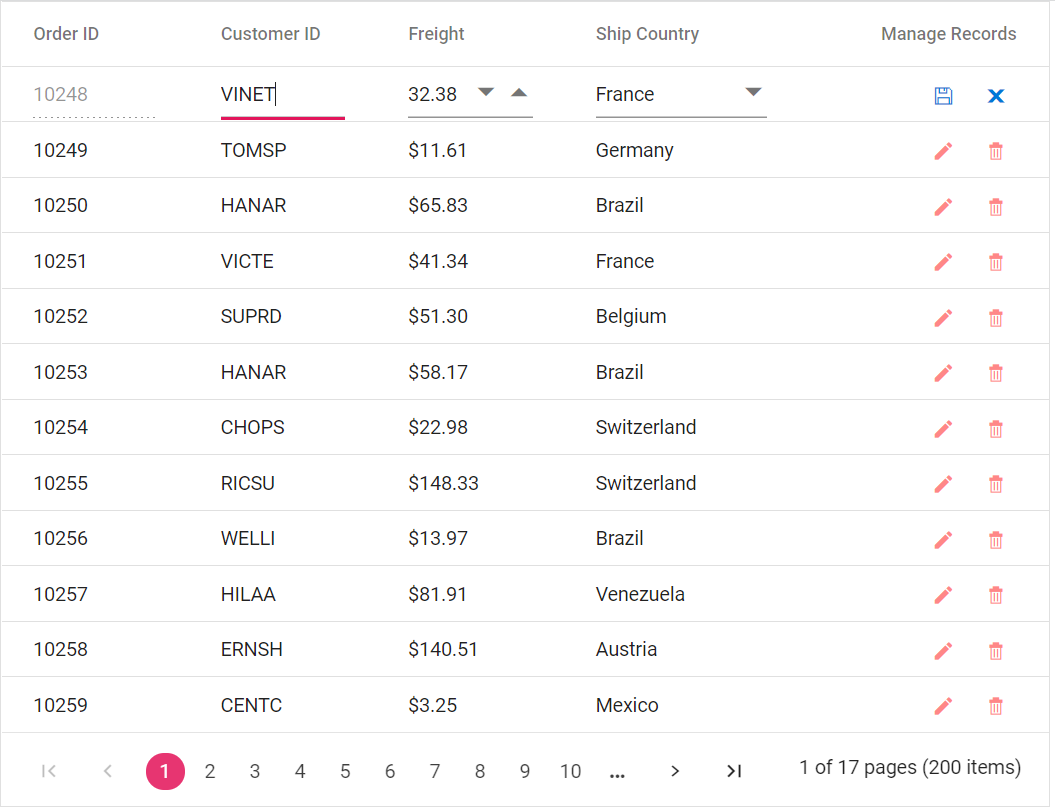 Order ID Customer ID Freight Ship Country Manage Records
10248 VINET 32.38 France
10249 TOMSP $11.61 Germany
10250 HANAR $65.83 Brazil
10251 VICTE $41.34 France
10252 SUPRD $51.30 Belgium
10253 HANAR $58.17 Brazil
10254 CHOPS $22.98 Switzerland
10255 RICSU $148.33 Switzerland
10256 WELLI $13.97 Brazil
10257 HILAA $81.91 Venezuela
10258 ERNSH $140.51 Austria
10259 CENTC $3.25 Mexico
1 2 3 4 5 6 7 8 9 10 ... 1 of 17 pages (200 items)